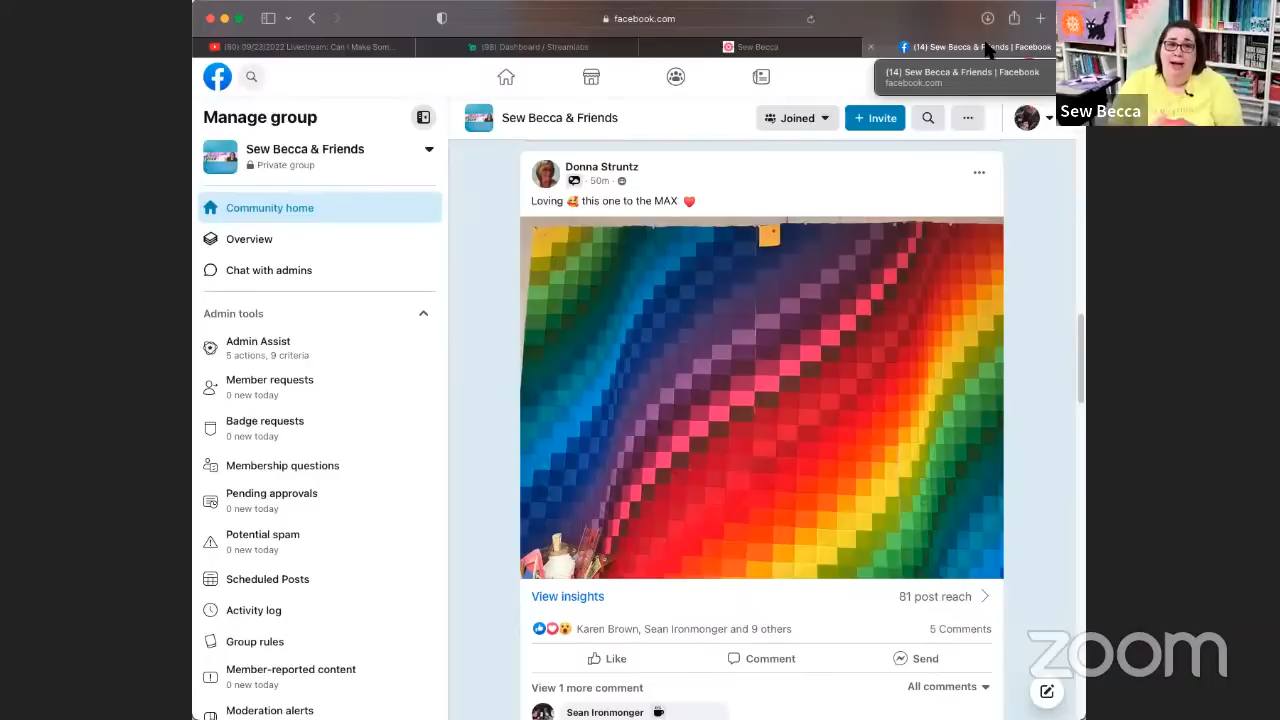 facebook.com
(60) 09/23/2022 Livestream: Can I Make Som...
(98) Dashboard / Streamlabs
Sew Becca
(14) Sew Becca & Friends | Facebook
(14) Sew Becca & Friends | Facebook
facebook.com
Sew Becca
Manage group
Sew Becca & Friends
Private group
Community home
Overview
Chat with admins
Admin tools
Admin Assist
5 actions, 9 criteria
Member requests
0 new today
Badge requests
0 new today
Membership questions
Pending approvals
0 new today
Potential spam
0 new today
Scheduled Posts
Activity log
Group rules
Member-reported content
0 new today
Moderation alerts
Sew Becca & Friends
Joined
+ Invite
Donna Struntz
· 50m ·
Loving 🥰 this one to the MAX ♥️
View insights
81 post reach
Karen Brown, Sean Ironmonger and 9 others
5 Comments
Like
Comment
Send
View 1 more comment
All comments
Sean Ironmonger
zoom